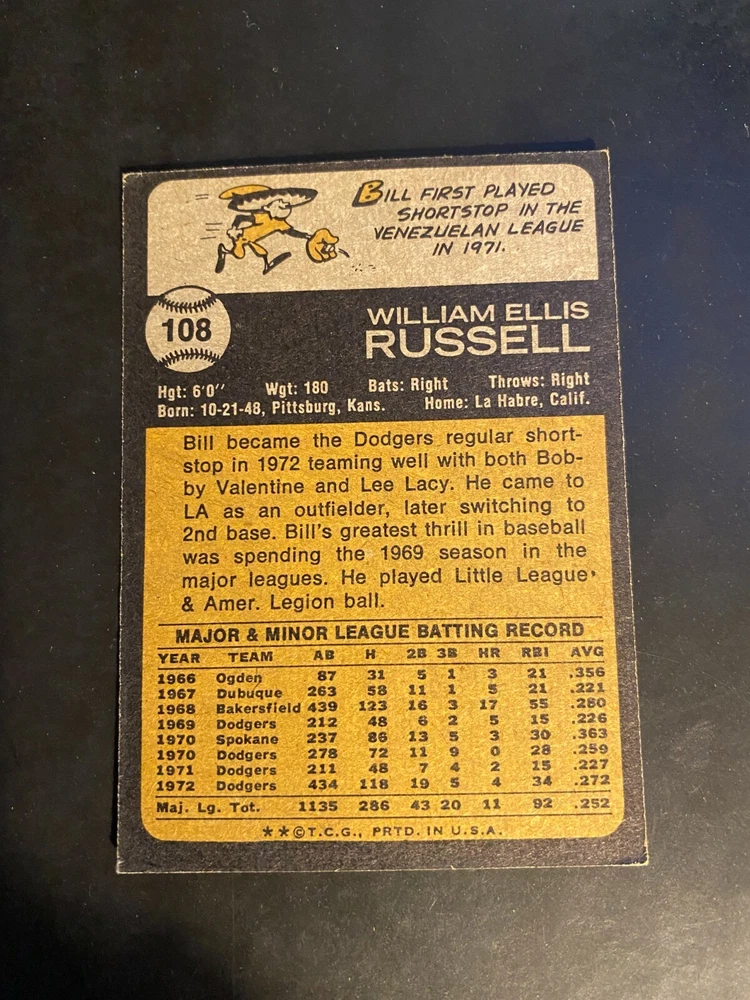 BILL FIRST PLAYED
SHORTSTOP IN THE
VENEZUELAN LEAGUE
IN 1971.
108
WILLIAM ELLIS
RUSSELL
Hgt: 6'0" Wgt: 180 Bats: Right Throws: Right
Born: 10-21-48, Pittsburg, Kans. Home: La Habre, Calif.
Bill became the Dodgers regular short-
stop in 1972 teaming well with both Bob-
by Valentine and Lee Lacy. He came to
LA as an outfielder, later switching to
2nd base. Bill's greatest thrill in baseball
was spending the 1969 season in the
major leagues. He played Little League
& Amer. Legion ball.
MAJOR & MINOR LEAGUE BATTING RECORD
YEAR TEAM AB H 2B 3B HR RBI AVG
1966 Ogden 87 31 5 1 3 21 .356
1967 Dubuque 263 58 11 1 5 21 .221
1968 Bakersfield 439 123 16 3 17 55 .280
1969 Dodgers 212 48 6 2 5 15 .226
1970 Spokane 237 86 13 5 3 30 .363
1970 Dodgers 278 72 11 9 0 28 .259
1971 Dodgers 211 48 7 4 2 15 .227
1972 Dodgers 434 118 19 5 4 34 .272
Maj. Lg. Tot. 1135 286 43 20 11 92 .252
**©T.C.G., PRTD. IN U.S.A.